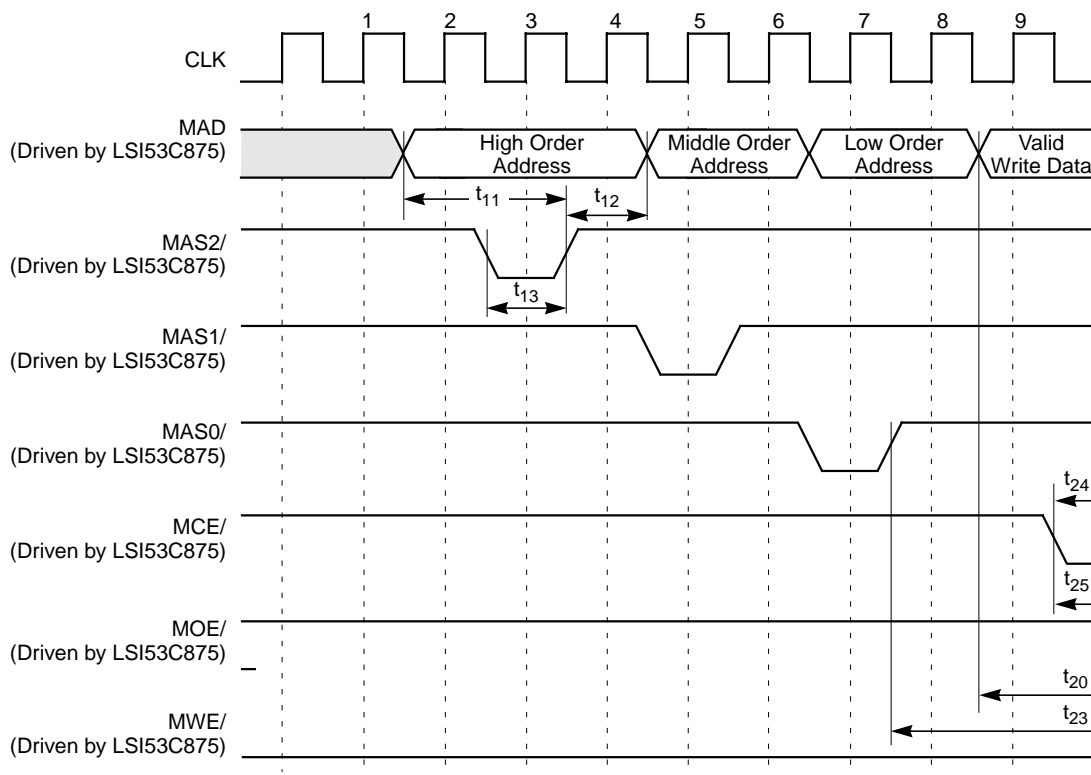 1 2 3 4 5 6 7 8 9
CLK
MAD
(Driven by LSI53C875)
High Order
Address
Middle Order
Address
Low Order
Address
Valid
Write Data
t11
t12
MAS2/
(Driven by LSI53C875)
t13
MAS1/
(Driven by LSI53C875)
MAS0/
(Driven by LSI53C875)
t24
MCE/
(Driven by LSI53C875)
t25
MOE/
(Driven by LSI53C875)
t20
t23
MWE/
(Driven by LSI53C875)